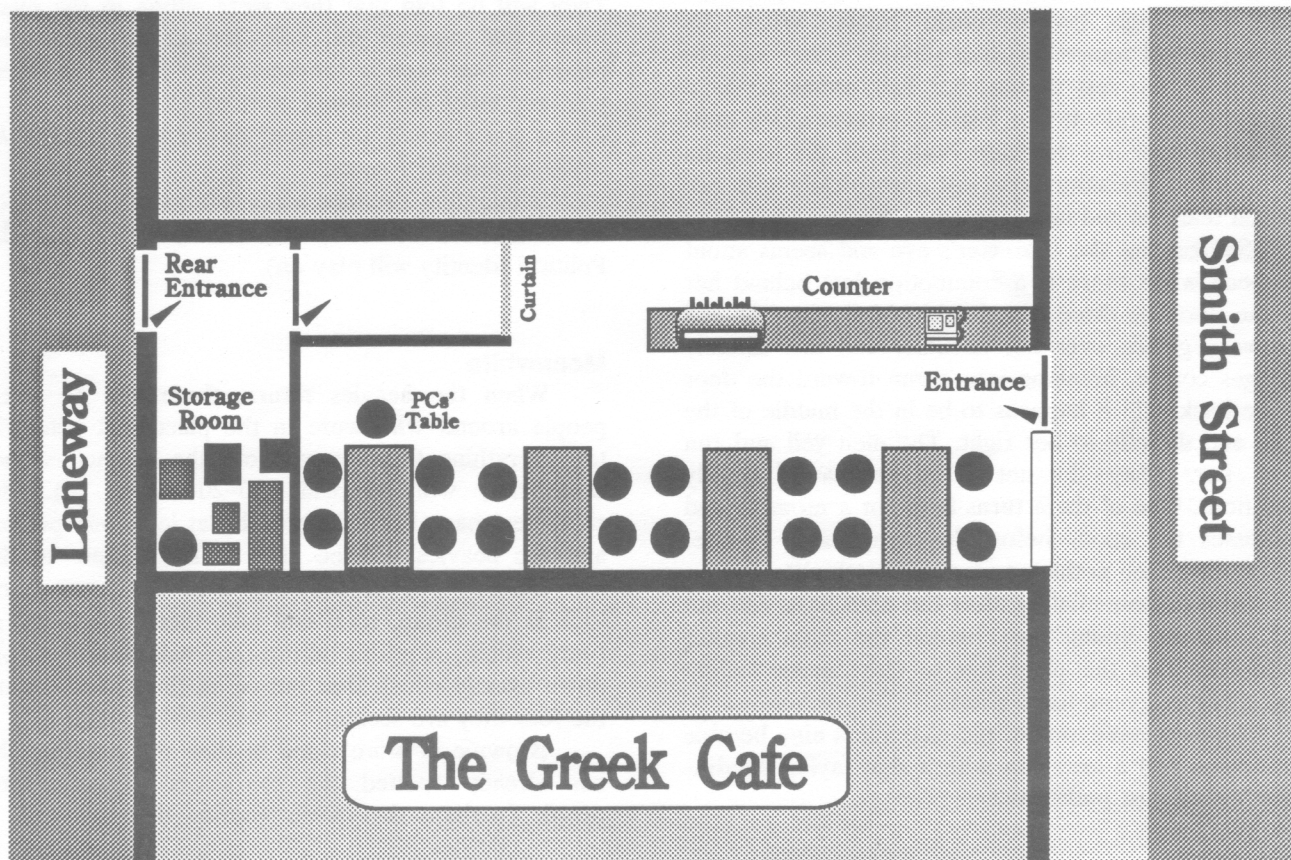 Rear
Entrance
Curtain
Counter
Smith Street
Laneway
Storage
Room
PCs'
Table
Entrance
The Greek Cafe